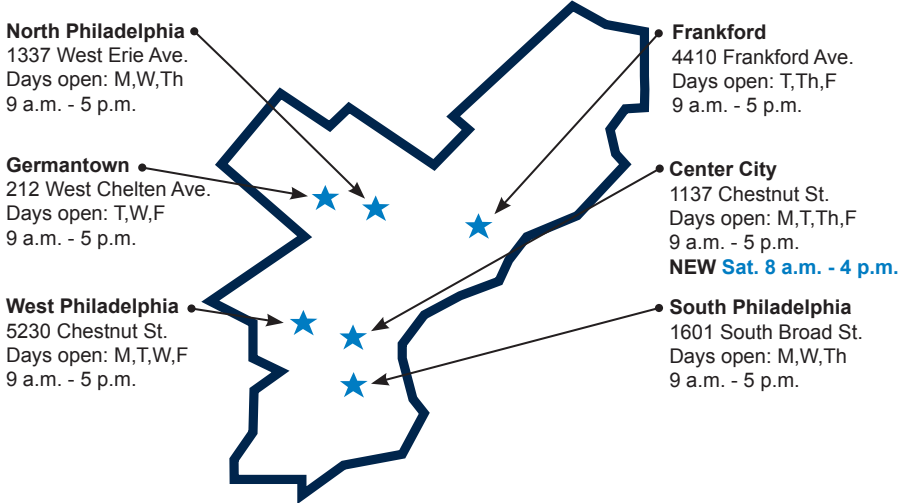 North Philadelphia
1337 West Erie Ave.
Days open: M,W,Th
9 a.m. - 5 p.m.
Germantown
212 West Chelten Ave.
Days open: T,W,F
9 a.m. - 5 p.m.
West Philadelphia
5230 Chestnut St.
Days open: M,T,W,F
9 a.m. - 5 p.m.
Frankford
4410 Frankford Ave.
Days open: T,Th,F
9 a.m. - 5 p.m.
Center City
1137 Chestnut St.
Days open: M,T,Th,F
9 a.m. - 5 p.m.
NEW Sat. 8 a.m. - 4 p.m.
South Philadelphia
1601 South Broad St.
Days open: M,W,Th
9 a.m. - 5 p.m.